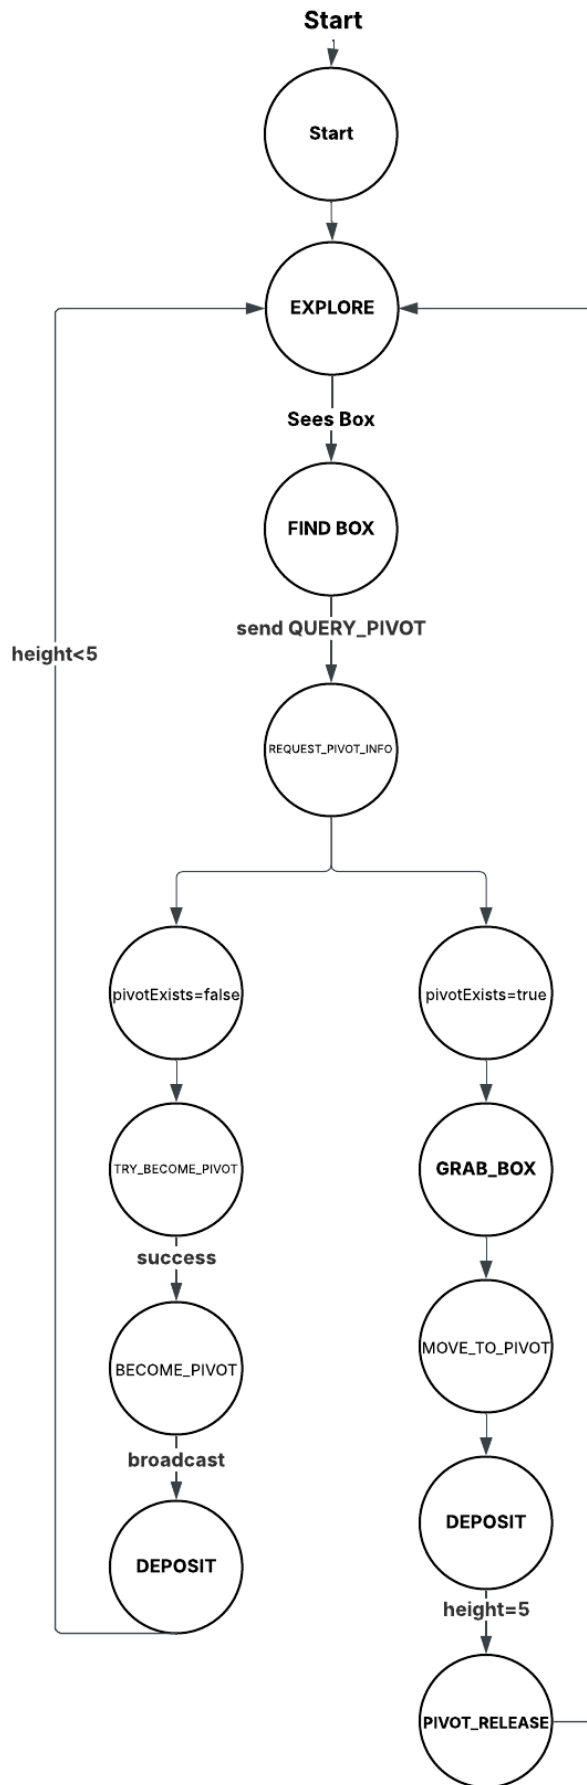 Start
Start
EXPLORE
Sees Box
FIND BOX
send QUERY_PIVOT
height<5
REQUEST_PIVOT_INFO
pivotExists=false
pivotExists=true
TRY_BECOME_PIVOT
GRAB_BOX
success
BECOME_PIVOT
MOVE_TO_PIVOT
broadcast
DEPOSIT
DEPOSIT
height=5
PIVOT_RELEASE